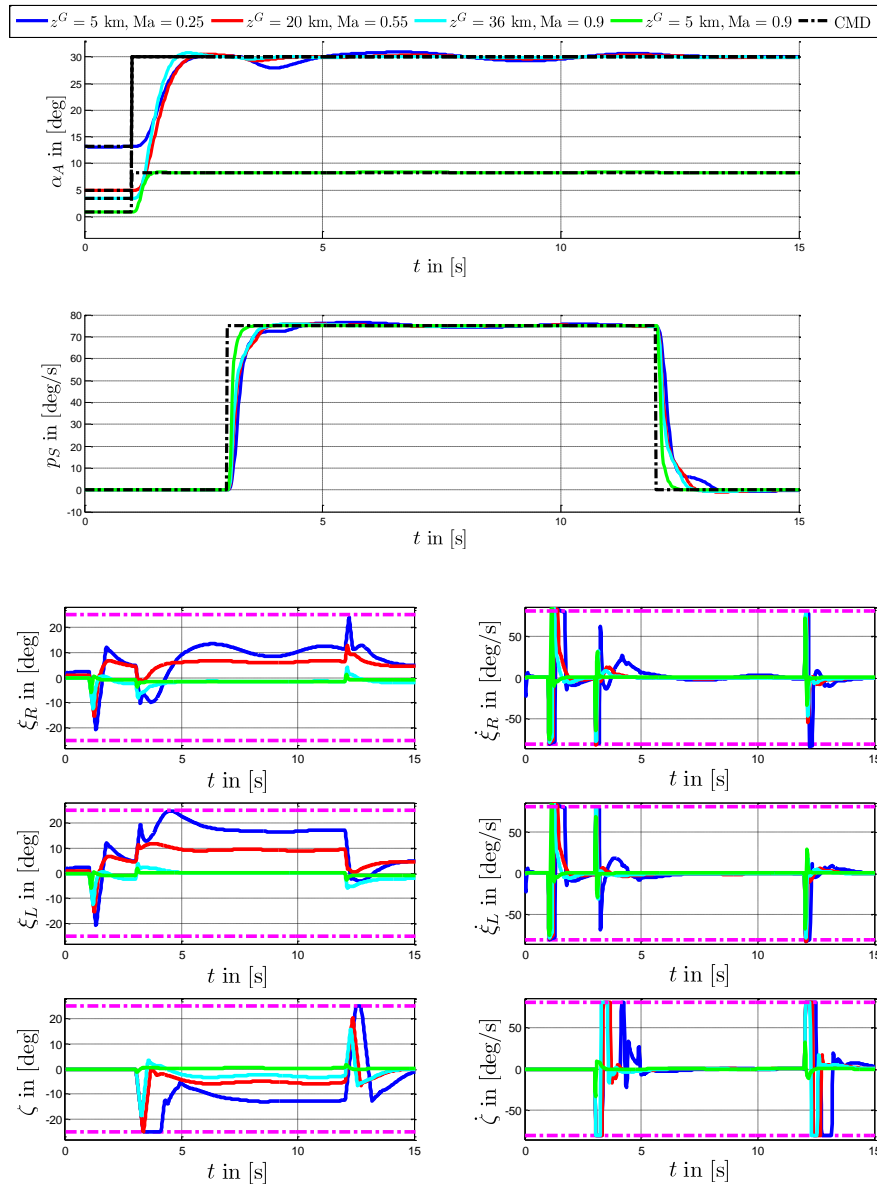 z^G = 5 km, Ma = 0.25 z^G = 20 km, Ma = 0.55 z^G = 36 km, Ma = 0.9 z^G = 5 km, Ma = 0.9 CMD
30
25
20
15
10
5
0
α_A in [deg]
0 5 10 15
t in [s]
80
70
60
50
40
30
20
10
0
-10
p_S in [deg/s]
0 5 10 15
t in [s]
20
10
0
-10
-20
ξ_R in [deg]
0 5 10 15
t in [s]
50
0
-50
ξ̇_R in [deg/s]
0 5 10 15
t in [s]
20
10
0
-10
-20
ξ_L in [deg]
0 5 10 15
t in [s]
50
0
-50
ξ̇_L in [deg/s]
0 5 10 15
t in [s]
20
10
0
-10
-20
ζ in [deg]
0 5 10 15
t in [s]
50
0
-50
ζ̇ in [deg/s]
0 5 10 15
t in [s]